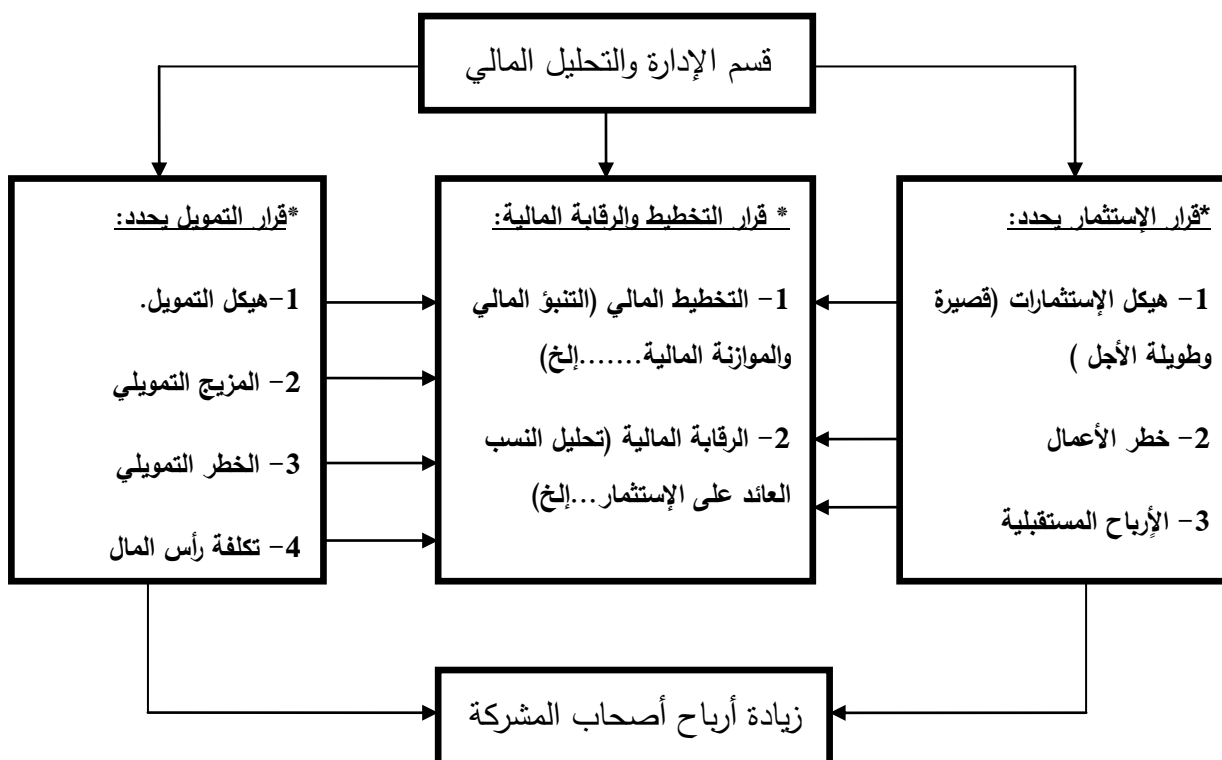 قسم الإدارة والتحليل المالي
*قرار الإستثمار يحدد:
1- هيكل الإستثمارات (قصيرة
وطويلة الأجل )
2- خطر الأعمال
3- الأرباح المستقبلية
* قرار التخطيط والرقابة المالية:
1- التخطيط المالي (التنبؤ المالي
والموازنة المالية.......إلخ)
2- الرقابة المالية (تحليل النسب
العائد على الإستثمار...إلخ)
*قرار التمويل يحدد:
1-هيكل التمويل.
2- المزيج التمويلي
3- الخطر التمويلي
4- تكلفة رأس المال
زيادة أرباح أصحاب المشركة